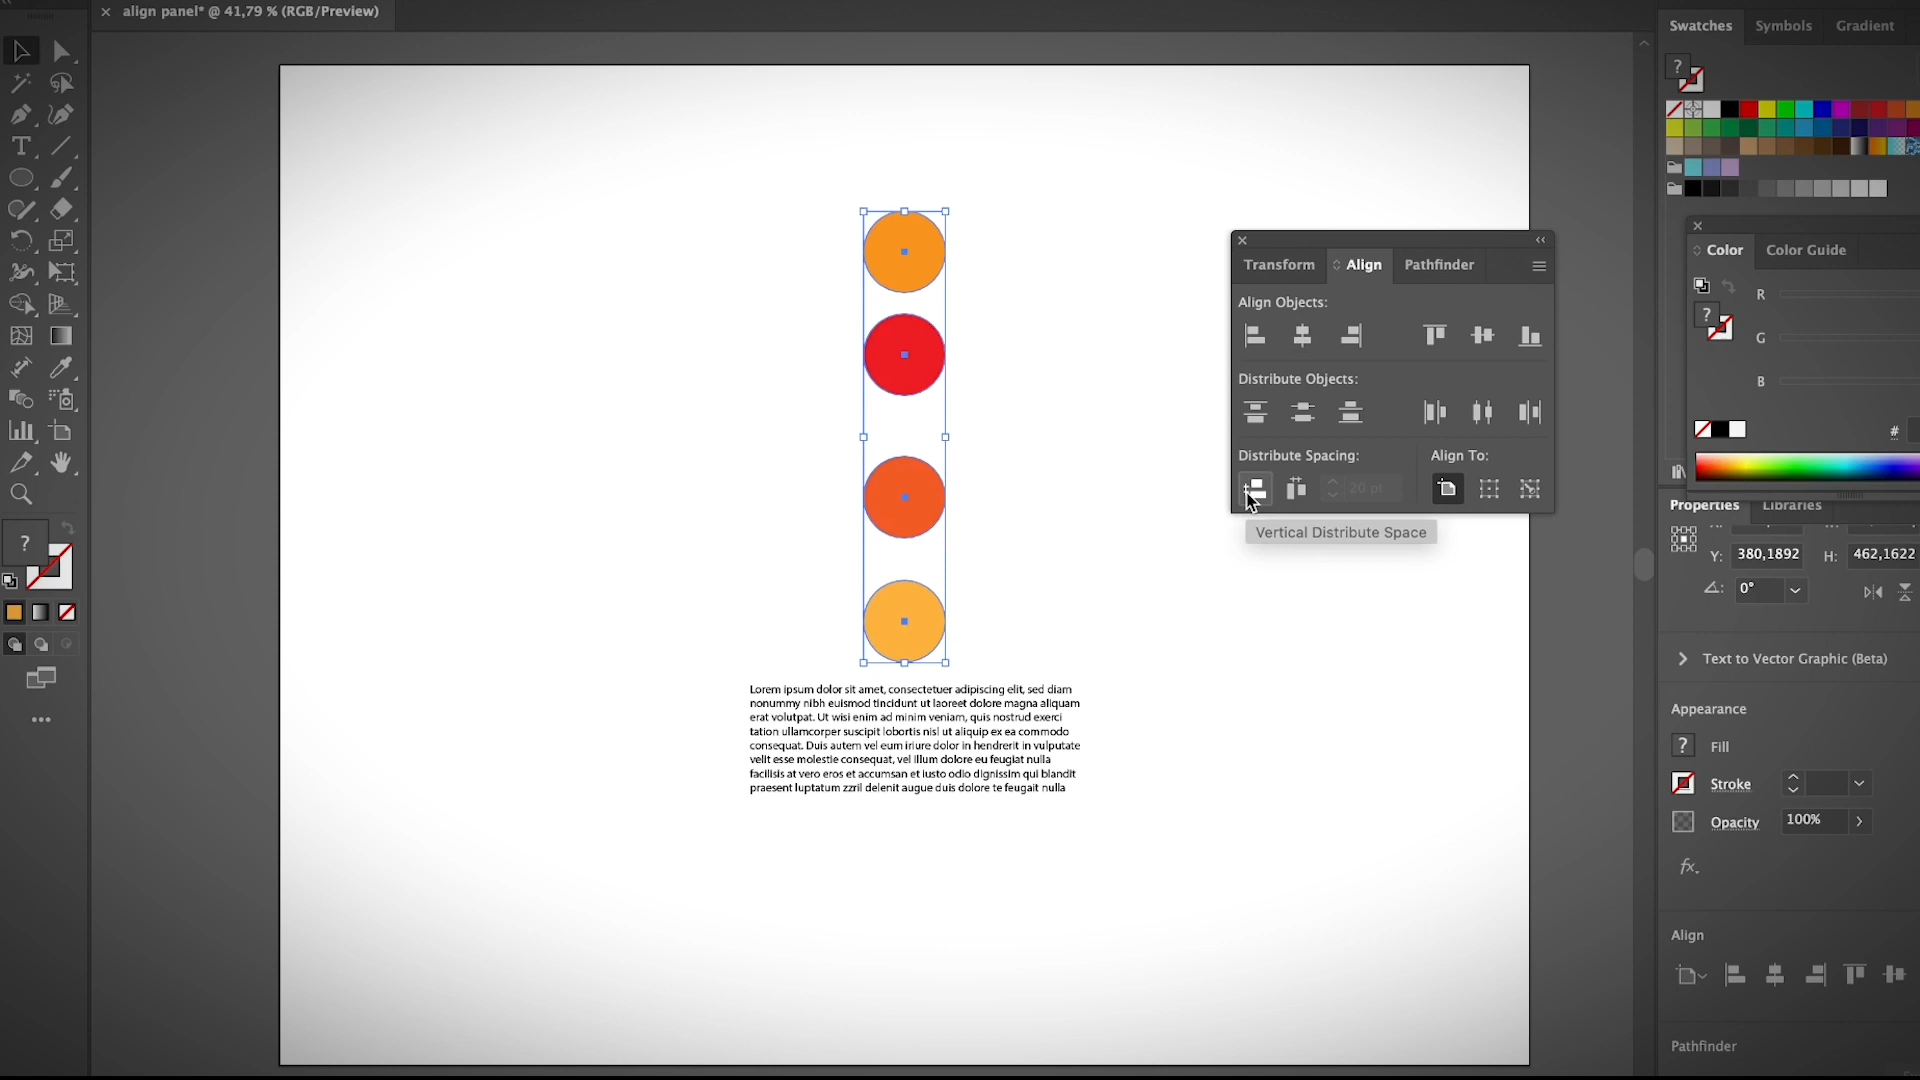 align panel* @ 41,79 % (RGB/Preview)
Swatches
Symbols
Gradient
?
Transform
Align
Pathfinder
Align Objects:
Distribute Objects:
Distribute Spacing:
Align To:
20 pt
Vertical Distribute Space
Color
Color Guide
?
R
G
B
#
Properties
Libraries
Y:
380,1892
H:
462,1622
0°
Text to Vector Graphic (Beta)
Appearance
?
Fill
Stroke
Opacity
100%
fx.
Align
Pathfinder
T
?
Lorem ipsum dolor sit amet, consectetuer adipiscing elit, sed diam
nonummy nibh euismod tincidunt ut laoreet dolore magna aliquam
erat volutpat. Ut wisi enim ad minim veniam, quis nostrud exerci
tation ullamcorper suscipit lobortis nisl ut aliquip ex ea commodo
consequat. Duis autem vel eum iriure dolor in hendrerit in vulputate
velit esse molestie consequat, vel illum dolore eu feugiat nulla
facilisis at vero eros et accumsan et iusto odio dignissim qui blandit
praesent luptatum zzril delenit augue duis dolore te feugait nulla